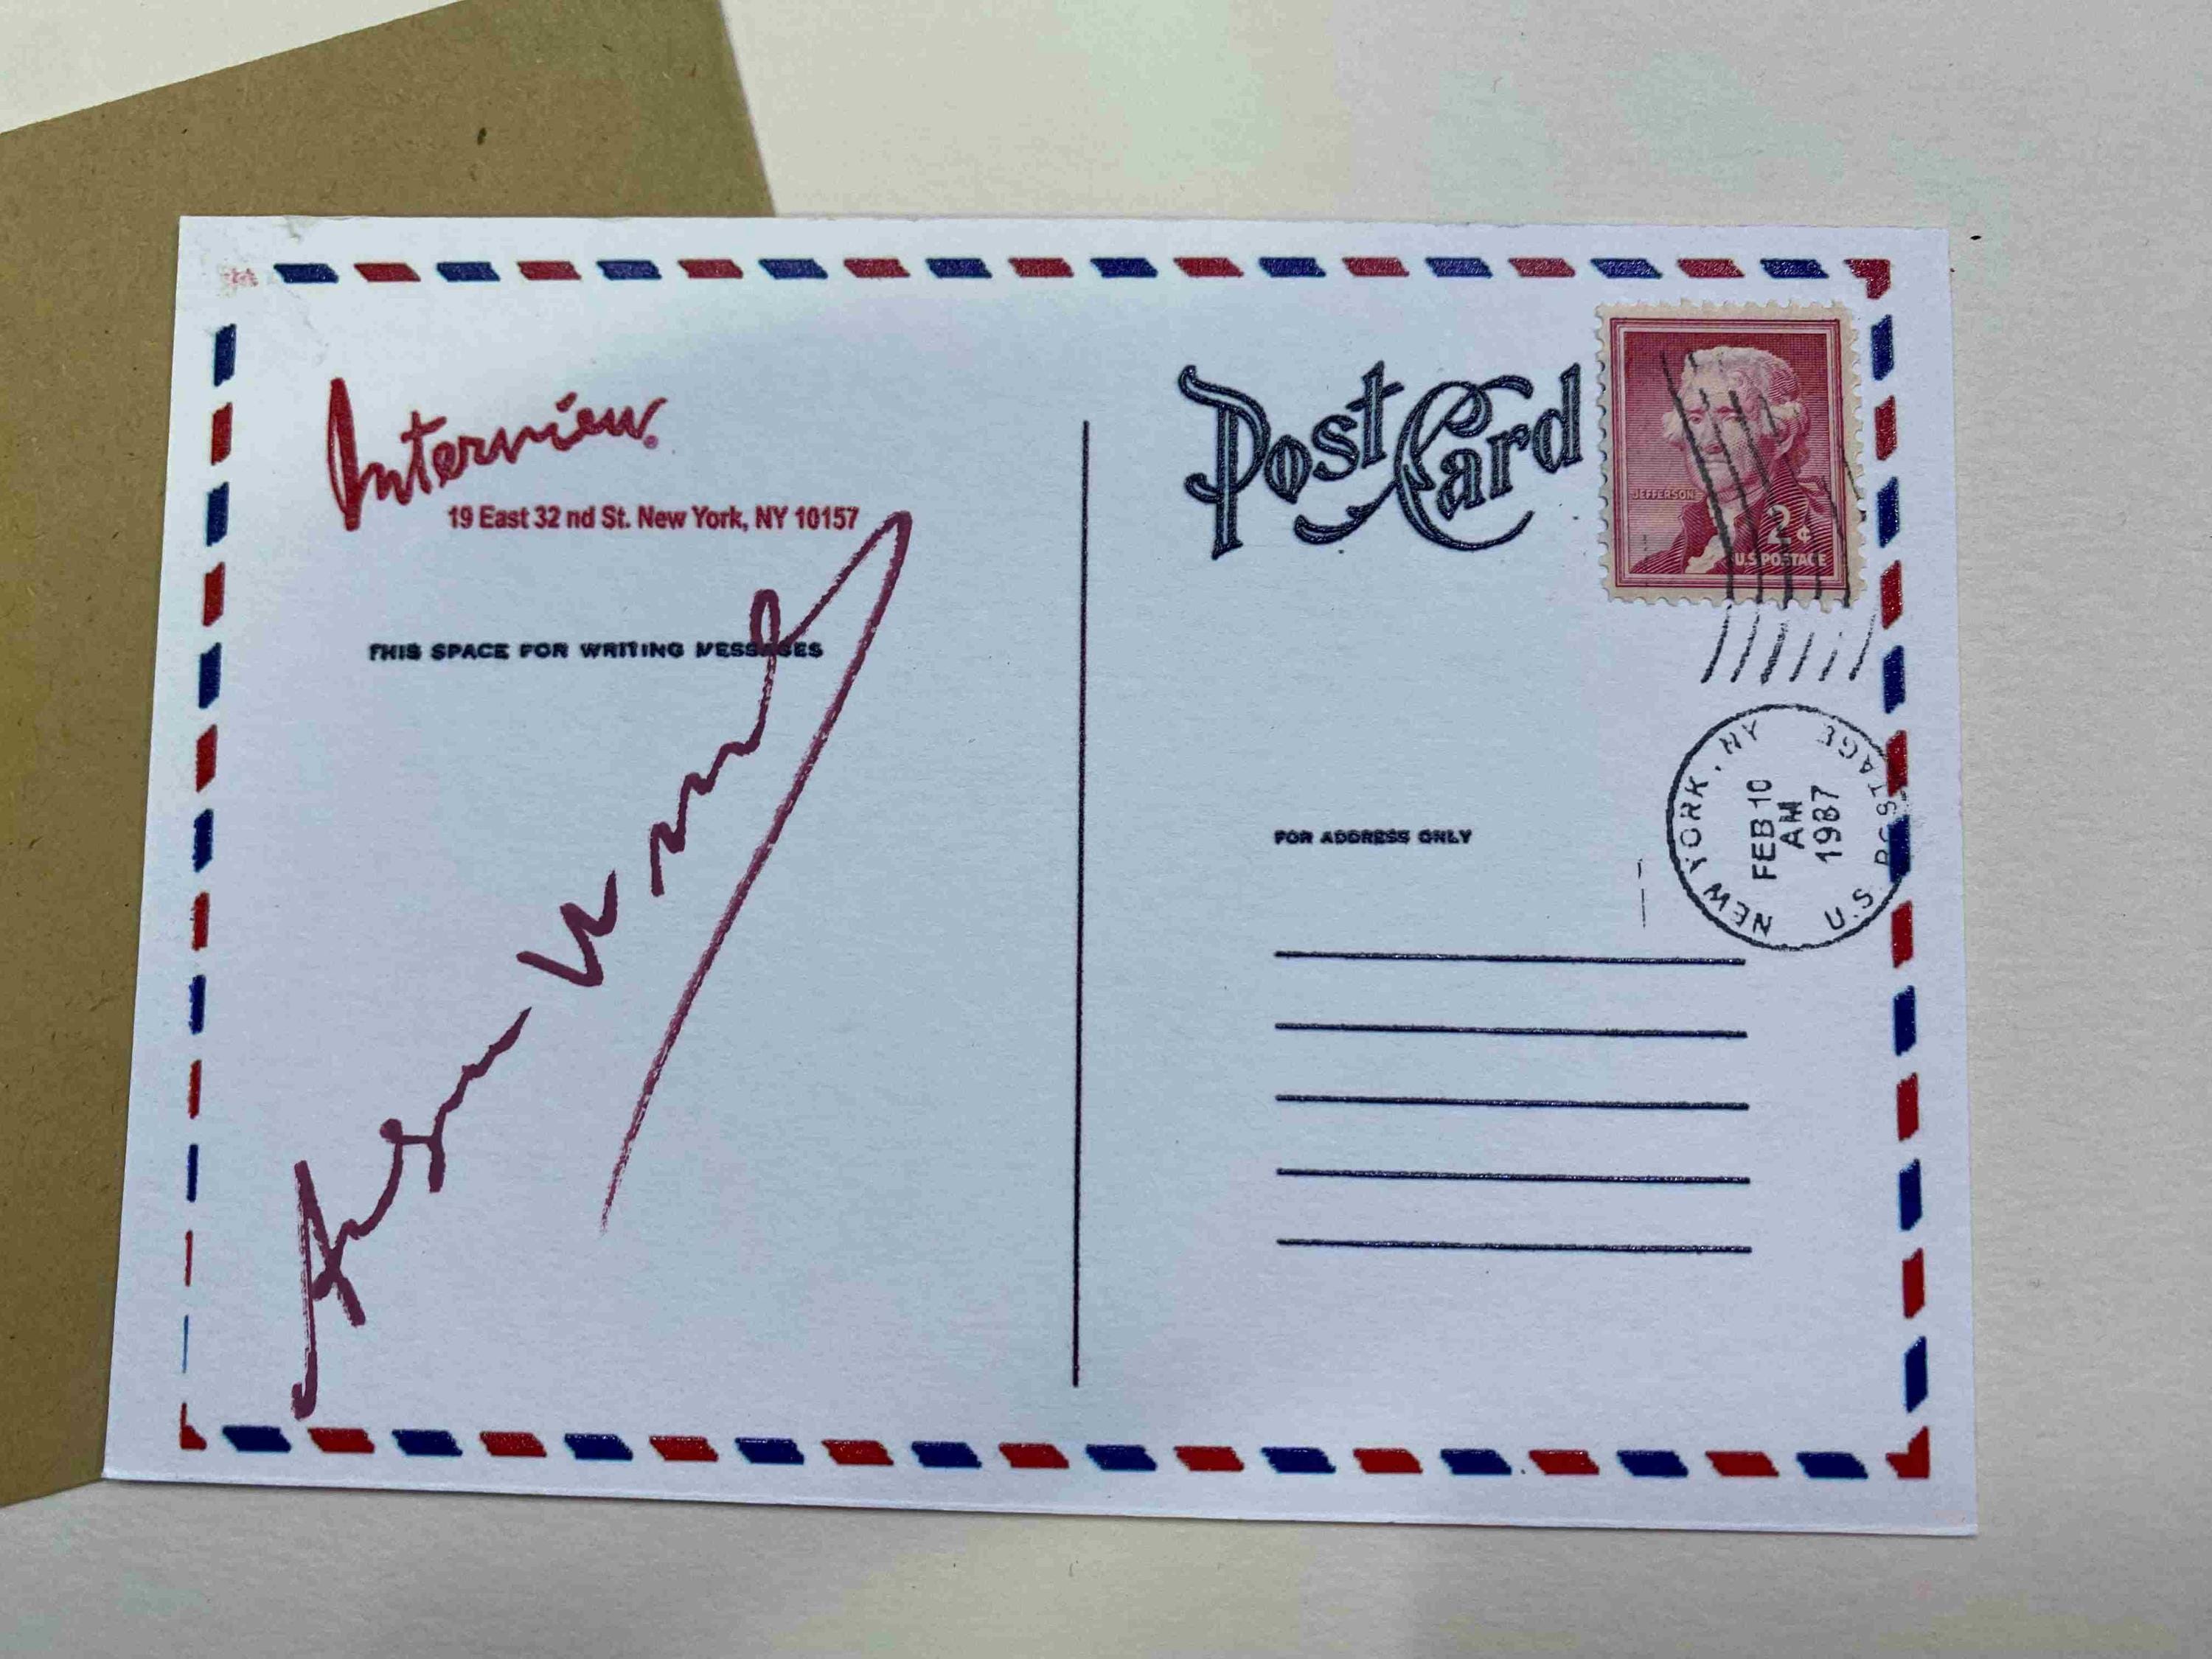 Interview
19 East 32 nd St. New York, NY 10157
THIS SPACE FOR WRITING MESSAGES
Post Card
JEFFERSON
2¢
U.S. POSTAGE
NEW YORK, NY
FEB 10
AM
1987
U.S. POSTAGE
FOR ADDRESS ONLY